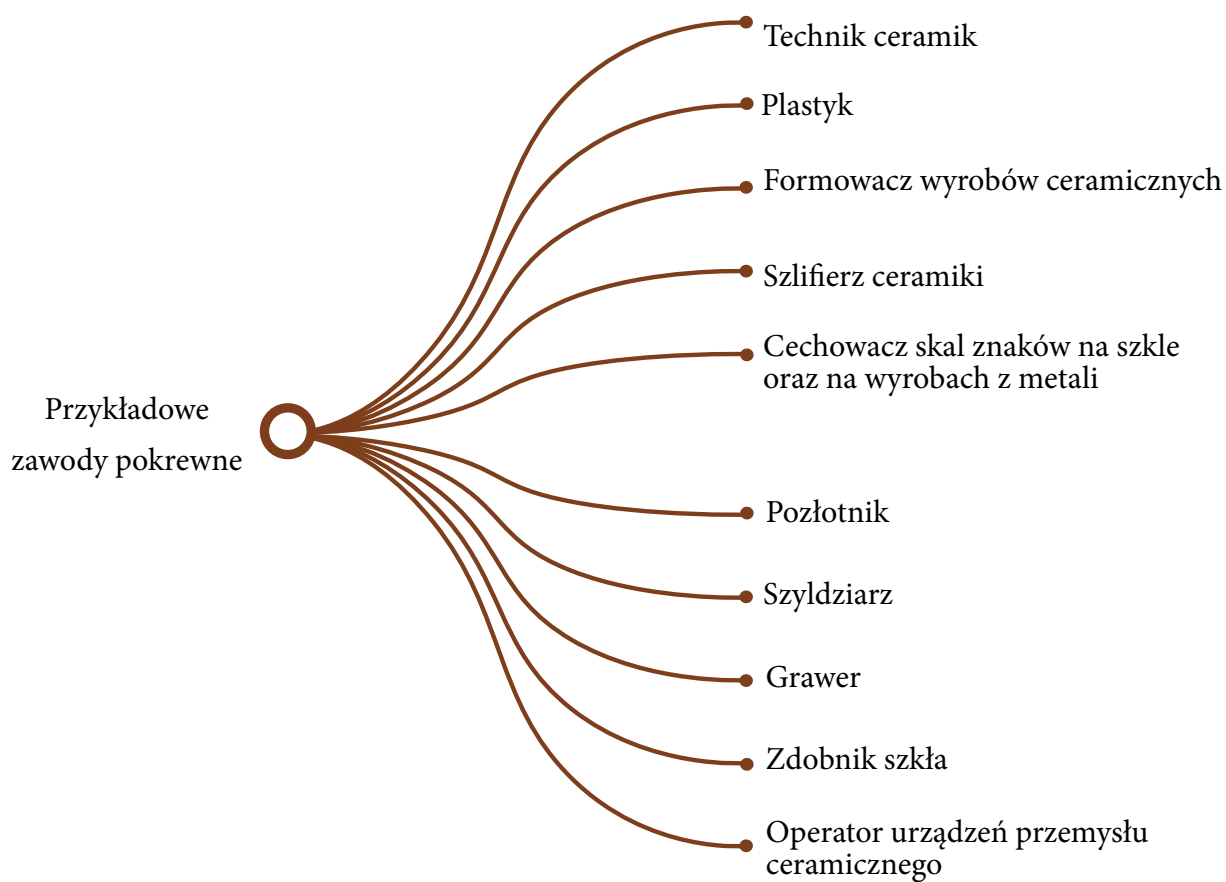 Przykładowe
zawody pokrewne
Technik ceramik
Plastyk
Formowacz wyrobów ceramicznych
Szlifierz ceramiki
Cechowacz skal znaków na szkle
oraz na wyrobach z metali
Pozłotnik
Szyldziarz
Grawer
Zdobnik szkła
Operator urządzeń przemysłu
ceramicznego